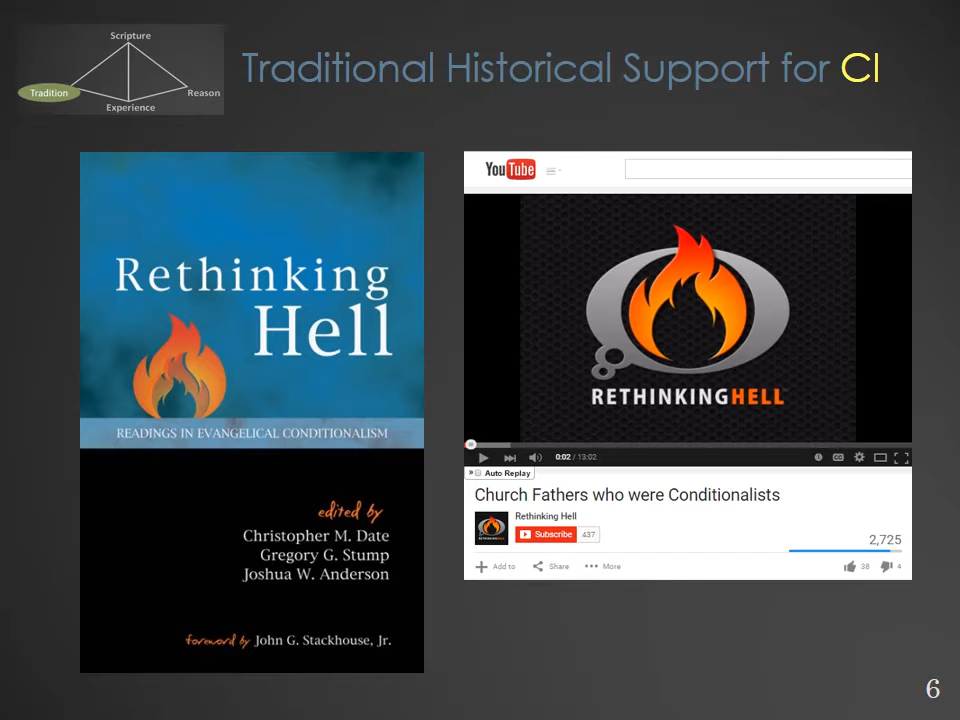 Scripture
Tradition
Reason
Experience
Traditional Historical Support for CI
Rethinking
Hell
READINGS IN EVANGELICAL CONDITIONALISM
edited by
Christopher M. Date
Gregory G. Stump
Joshua W. Anderson
foreword by John G. Stackhouse, Jr.
YouTube
RETHINKINGHELL
0:02 / 13:02
» Auto Replay
Church Fathers who were Conditionalists
Rethinking Hell
Subscribe 437
2,725
Add to Share More 38 4
6